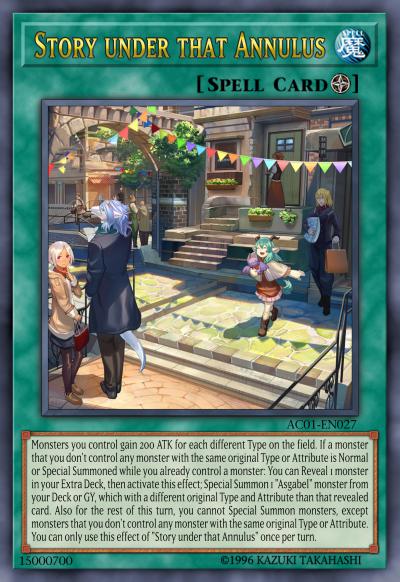 STORY UNDER THAT ANNULUS
SPELL
魔
[SPELL CARD]
AC01-EN027
Monsters you control gain 200 ATK for each different Type on the field. If a monster
that you don't control any monster with the same original Type or Attribute is Normal
or Special Summoned while you already control a monster: You can Reveal 1 monster
in your Extra Deck, then activate this effect; Special Summon 1 "Asgabel" monster from
your Deck or GY, which with a different original Type and Attribute than that revealed
card. Also for the rest of this turn, you cannot Special Summon monsters, except
monsters that you don't control any monster with the same original Type or Attribute.
You can only use this effect of "Story under that Annulus" once per turn.
15000700
©1996 KAZUKI TAKAHASHI